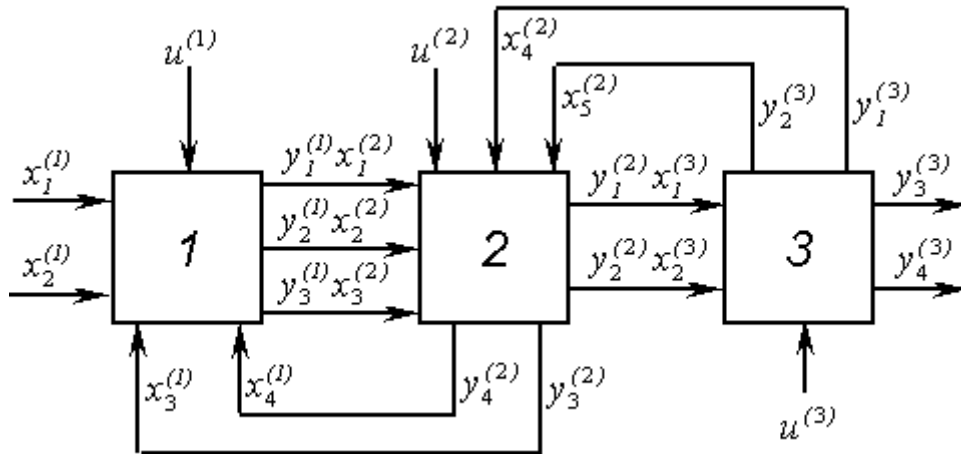 u^(1)
u^(2)
x_4^(2)
x_5^(2)
y_2^(3)
y_1^(3)
x_1^(1)
y_1^(1) x_1^(2)
y_1^(2) x_1^(3)
y_3^(3)
1
y_2^(1) x_2^(2)
2
3
x_2^(1)
y_3^(1) x_3^(2)
y_2^(2) x_2^(3)
y_4^(3)
x_3^(1)
x_4^(1)
y_4^(2)
y_3^(2)
u^(3)